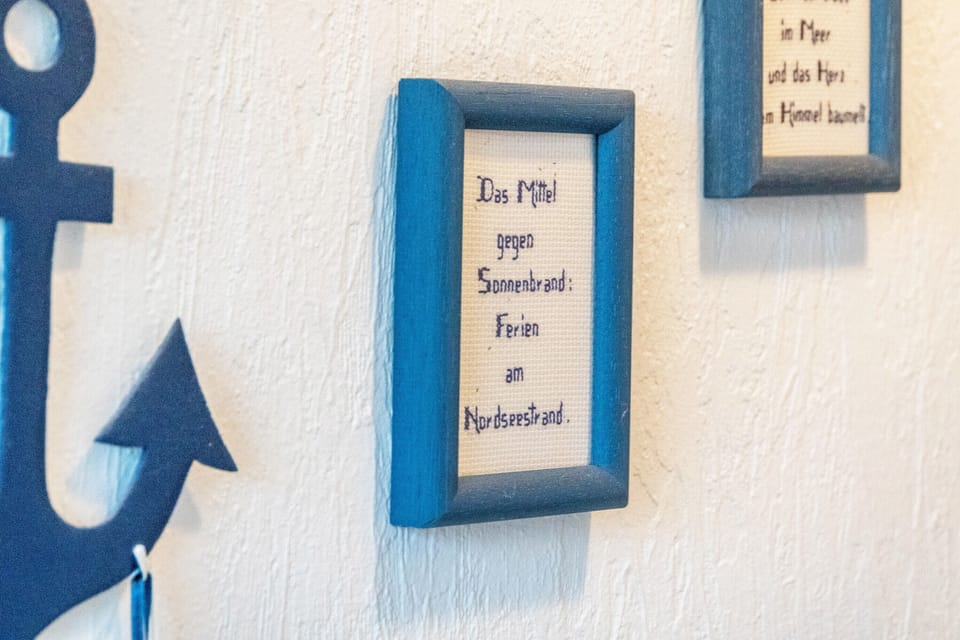 Das Mittel
gegen
Sonnenbrand:
Ferien
am
Nordseestrand.
im Meer
und das Herz
Himmel baumelt.